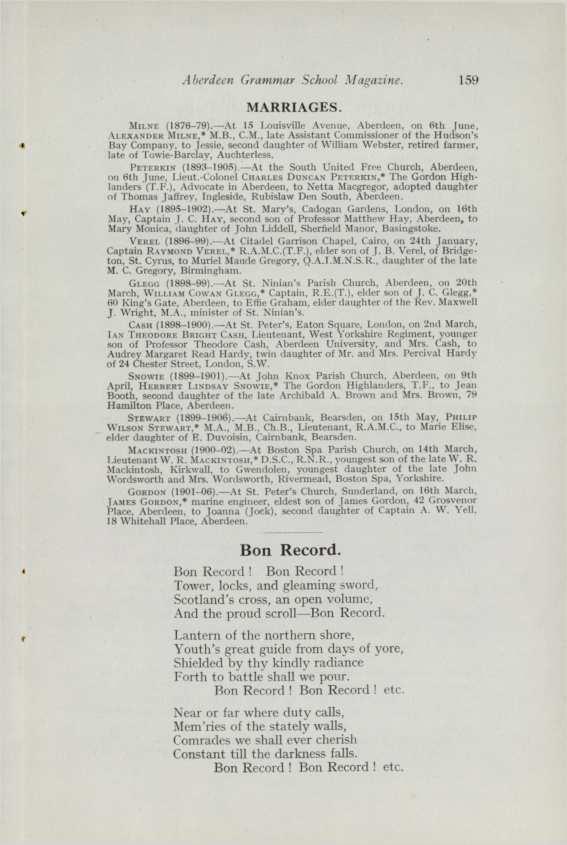 Aberdeen Grammar School Magazine. 159
MARRIAGES.
MILNE (1876–79).—At 15 Louisville Avenue, Aberdeen, on 6th June,
ALEXANDER MILNE,* M.B., C.M., late Assistant Commissioner of the Hudson's
Bay Company, to Jessie, second daughter of William Webster, retired farmer,
late of Towie-Barclay, Auchterless.
PETERKIN (1893–1905).—At the South United Free Church, Aberdeen,
on 6th June, Lieut.-Colonel CHARLES DUNCAN PETERKIN,* The Gordon High-
landers (T.F.), Advocate in Aberdeen, to Netta Macgregor, adopted daughter
of Thomas Jaffrey, Ingleside, Rubislaw Den South, Aberdeen.
HAY (1895–1902).—At St. Mary's, Cadogan Gardens, London, on 16th
May, Captain J. C. HAY, second son of Professor Matthew Hay, Aberdeen, to
Mary Monica, daughter of John Liddell, Sherfield Manor, Basingstoke.
VEREL (1896–99).—At Citadel Garrison Chapel, Cairo, on 24th January,
Captain RAYMOND VEREL,* R.A.M.C.(T.F.), elder son of J. B. Verel, of Bridge-
ton, St. Cyrus, to Muriel Maude Gregory, Q.A.I.M.N.S.R., daughter of the late
M. C. Gregory, Birmingham.
GLEGG (1898–99).—At St. Ninian's Parish Church, Aberdeen, on 20th
March, WILLIAM COWAN GLEGG,* Captain, R.E.(T.), elder son of J. C. Glegg,*
60 King's Gate, Aberdeen, to Effie Graham, elder daughter of the Rev. Maxwell
J. Wright, M.A., minister of St. Ninian's.
CASH (1898–1900).—At St. Peter's, Eaton Square, London, on 2nd March,
IAN THEODORE BRIGHT CASH, Lieutenant, West Yorkshire Regiment, younger
son of Professor Theodore Cash, Aberdeen University, and Mrs. Cash, to
Audrey Margaret Read Hardy, twin daughter of Mr. and Mrs. Percival Hardy
of 24 Chester Street, London, S.W.
SNOWIE (1899–1901).—At John Knox Parish Church, Aberdeen, on 9th
April, HERBERT LINDSAY SNOWIE,* The Gordon Highlanders, T.F., to Jean
Booth, second daughter of the late Archibald A. Brown and Mrs. Brown, 79
Hamilton Place, Aberdeen.
STEWART (1899–1906).—At Cairnbank, Bearsden, on 15th May, PHILIP
WILSON STEWART,* M.A., M.B., Ch.B., Lieutenant, R.A.M.C., to Marie Elise,
elder daughter of E. Duvoisin, Cairnbank, Bearsden.
MACKINTOSH (1900–02).—At Boston Spa Parish Church, on 14th March,
Lieutenant W. R. MACKINTOSH,* D.S.C., R.N.R., youngest son of the late W. R.
Mackintosh, Kirkwall, to Gwendolen, youngest daughter of the late John
Wordsworth and Mrs. Wordsworth, Rivermead, Boston Spa, Yorkshire.
GORDON (1901–06).—At St. Peter's Church, Sunderland, on 16th March,
JAMES GORDON,* marine engineer, eldest son of James Gordon, 42 Grosvenor
Place, Aberdeen, to Joanna (Jock), second daughter of Captain A. W. Yell,
18 Whitehall Place, Aberdeen.
Bon Record.
Bon Record ! Bon Record !
Tower, locks, and gleaming sword,
Scotland's cross, an open volume,
And the proud scroll—Bon Record.
Lantern of the northern shore,
Youth's great guide from days of yore,
Shielded by thy kindly radiance
Forth to battle shall we pour.
Bon Record ! Bon Record ! etc.
Near or far where duty calls,
Mem'ries of the stately walls,
Comrades we shall ever cherish
Constant till the darkness falls.
Bon Record ! Bon Record ! etc.